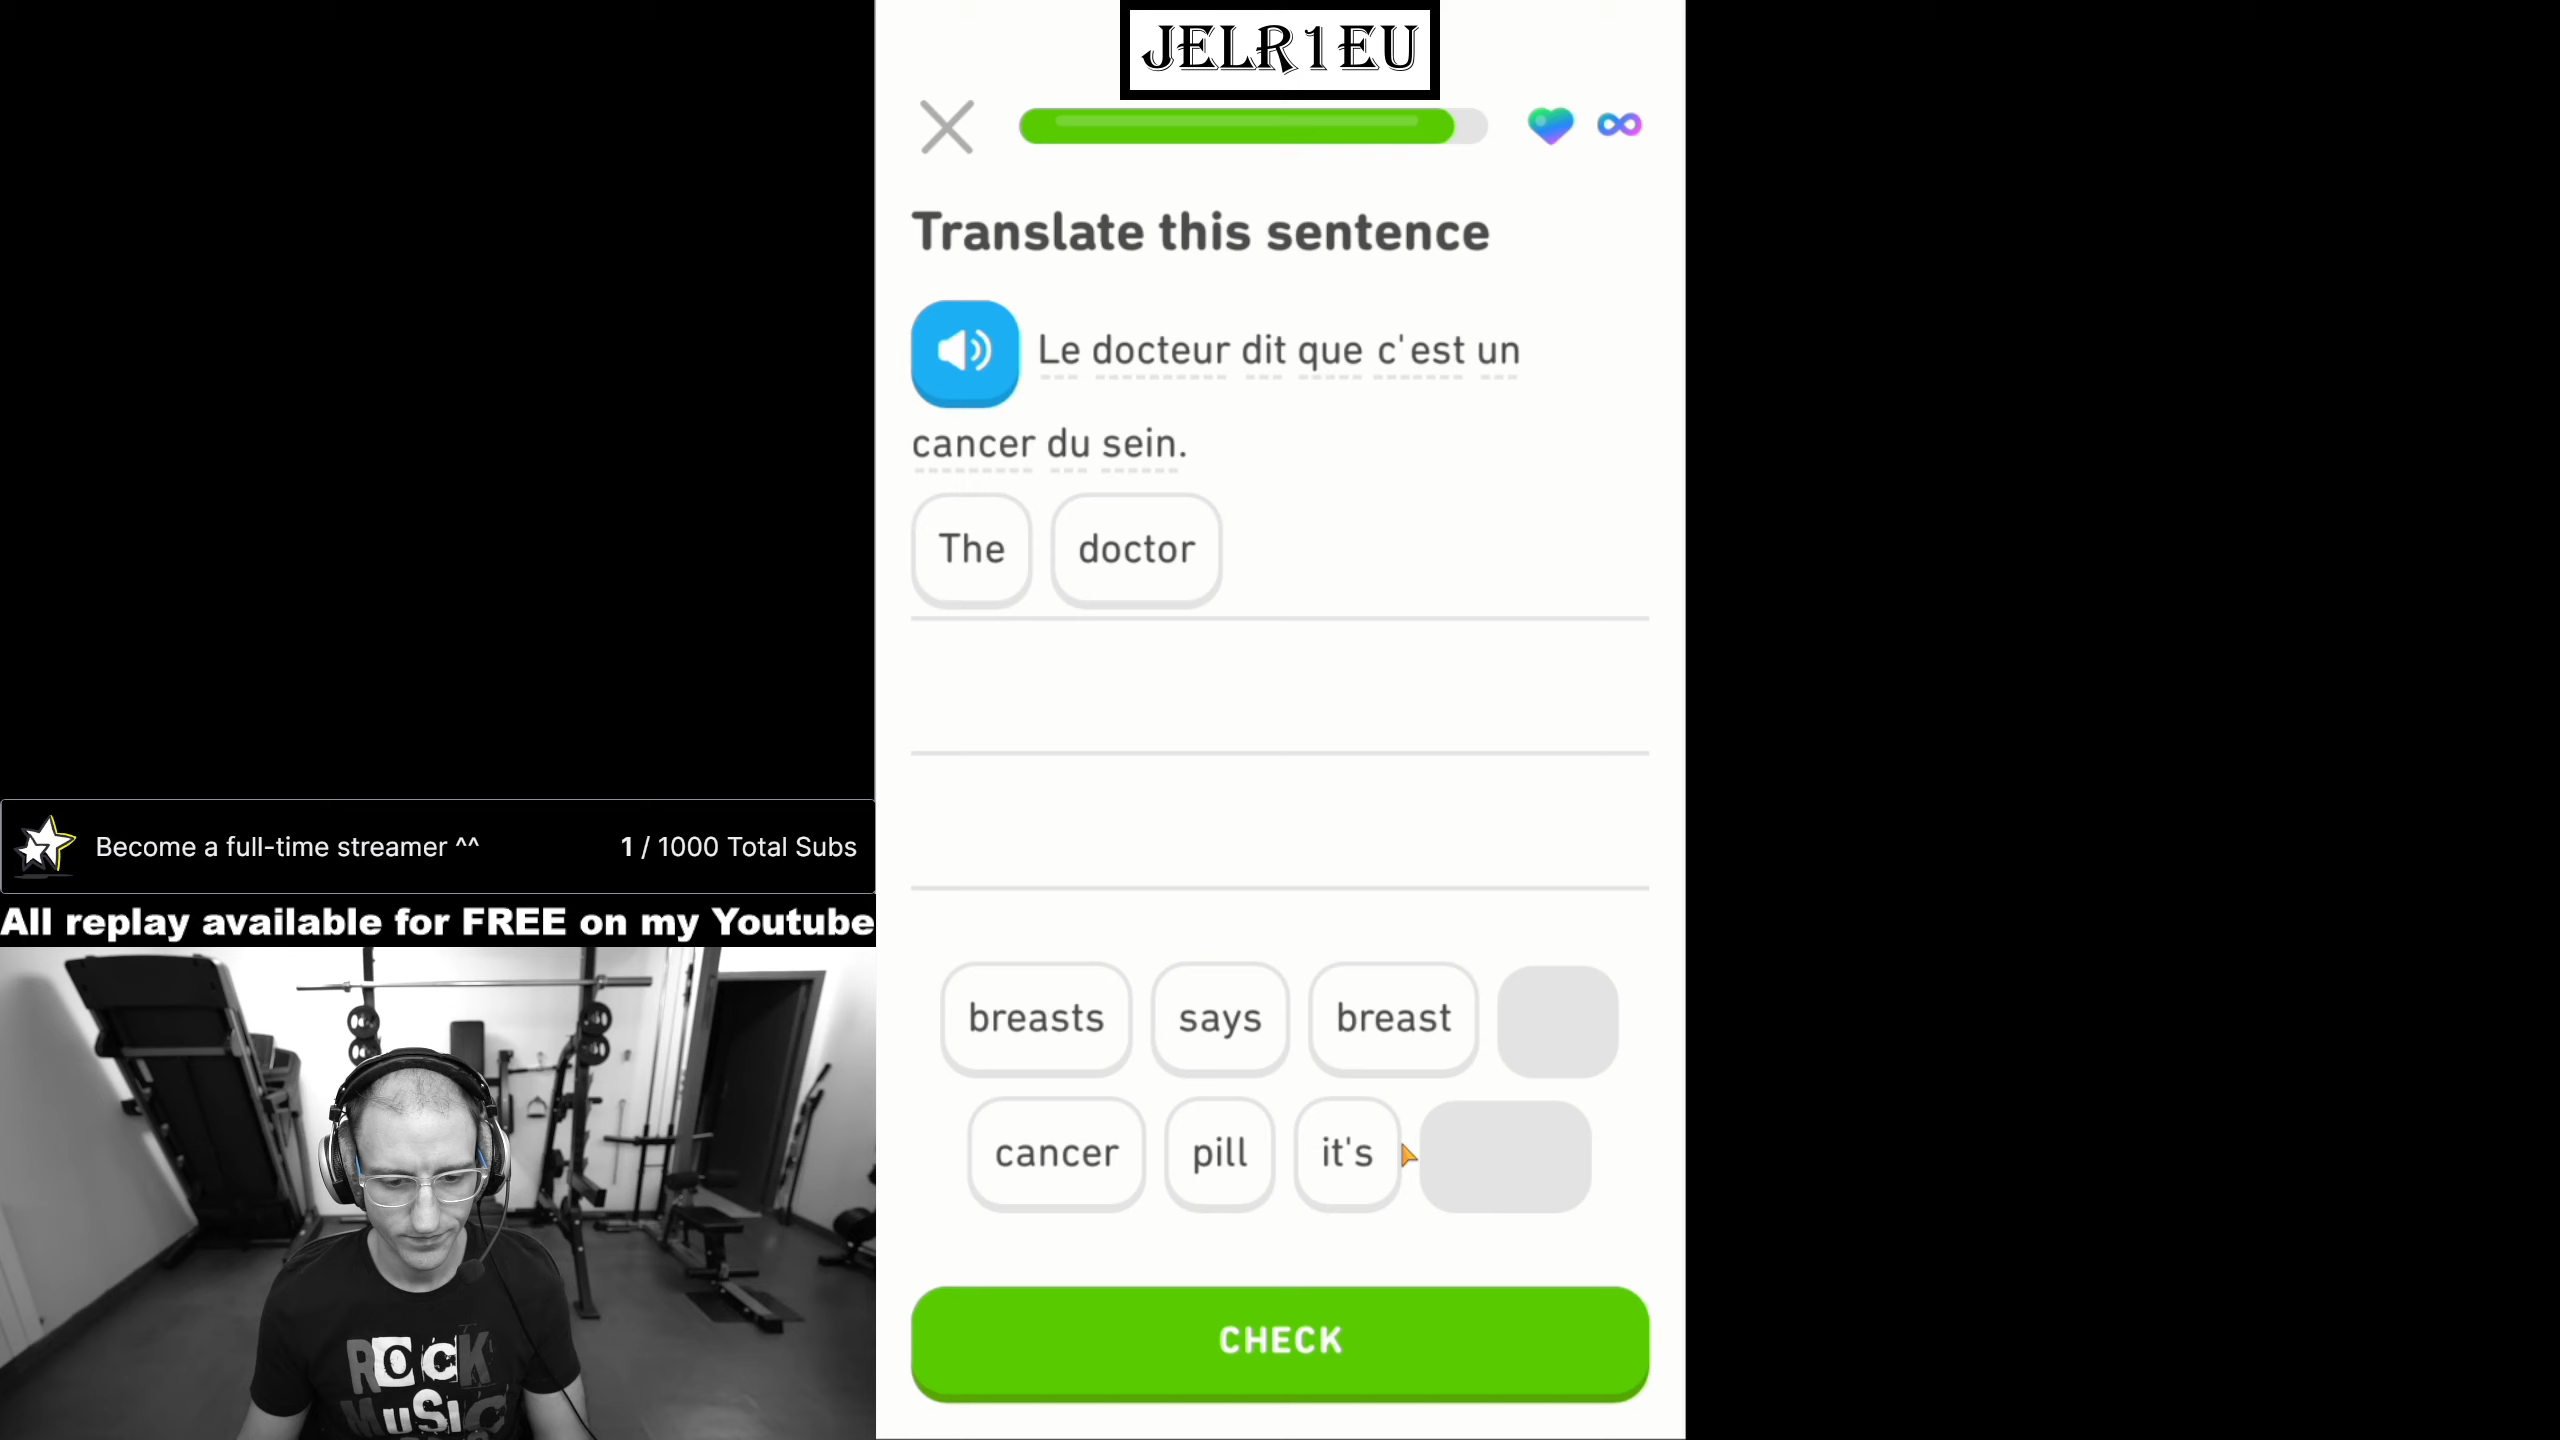 JELR1EU
Translate this sentence
Le docteur dit que c'est un
cancer du sein.
The doctor
Become a full-time streamer ^^ 1 / 1000 Total Subs
All replay available for FREE on my Youtube
breasts says breast
cancer pill it's
CHECK
ROCK
MUSIC